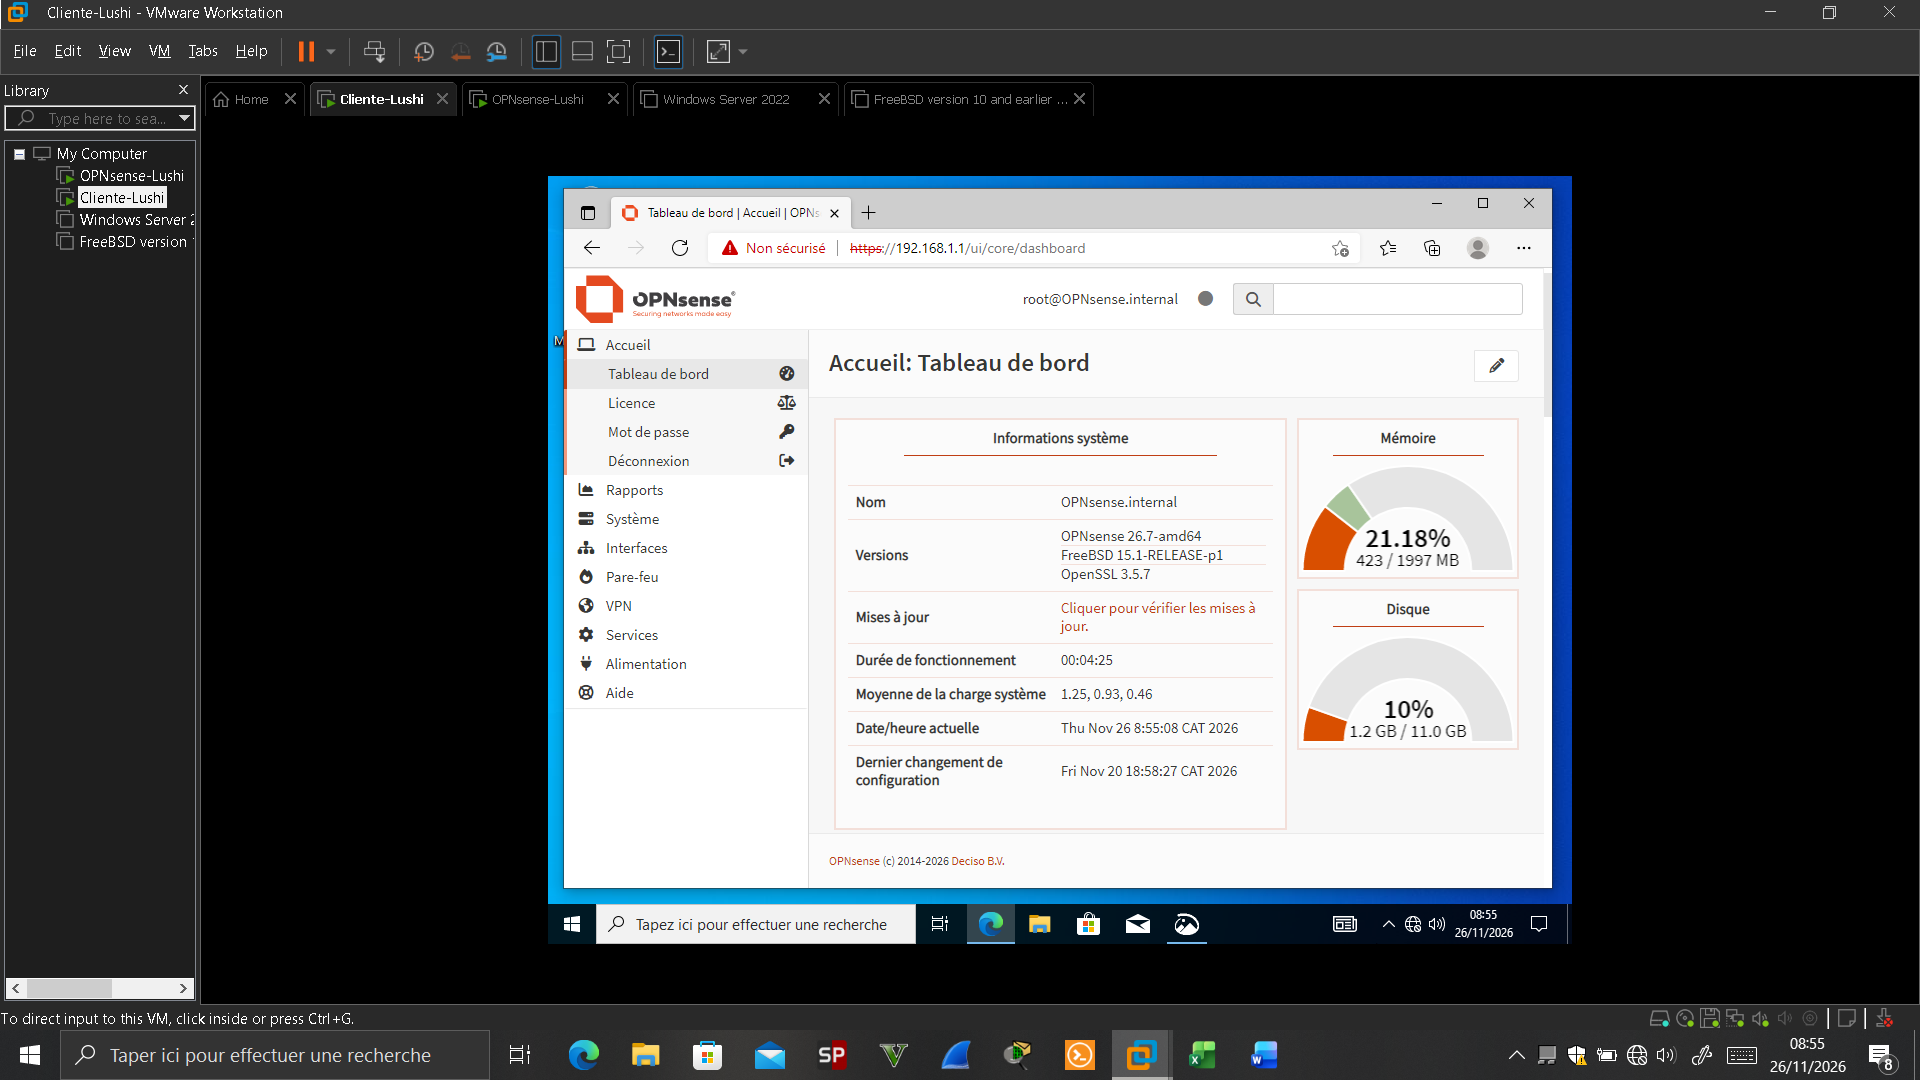 Cliente-Lushi - VMware Workstation
File Edit View VM Tabs Help
Library
Type here to sea...
Home
Cliente-Lushi
OPNsense-Lushi
Windows Server 2022
FreeBSD version 10 and earlier ...
My Computer
OPNsense-Lushi
Cliente-Lushi
Windows Server 2
FreeBSD version
Tableau de bord | Accueil | OPNs
Non sécurisé
https://192.168.1.1/ui/core/dashboard
OPNsense®
Securing networks made easy
root@OPNsense.internal
Accueil
Tableau de bord
Licence
Mot de passe
Déconnexion
Rapports
Système
Interfaces
Pare-feu
VPN
Services
Alimentation
Aide
M
Accueil: Tableau de bord
Informations système
Nom
OPNsense.internal
Versions
OPNsense 26.7-amd64
FreeBSD 15.1-RELEASE-p1
OpenSSL 3.5.7
Mises à jour
Cliquer pour vérifier les mises à
jour.
Durée de fonctionnement
00:04:25
Moyenne de la charge système
1.25, 0.93, 0.46
Date/heure actuelle
Thu Nov 26 8:55:08 CAT 2026
Dernier changement de
configuration
Fri Nov 20 18:58:27 CAT 2026
Mémoire
21.18%
423 / 1997 MB
Disque
10%
1.2 GB / 11.0 GB
OPNsense (c) 2014-2026 Deciso B.V.
Tapez ici pour effectuer une recherche
08:55
26/11/2026
To direct input to this VM, click inside or press Ctrl+G.
Taper ici pour effectuer une recherche
SP
08:55
26/11/2026
8